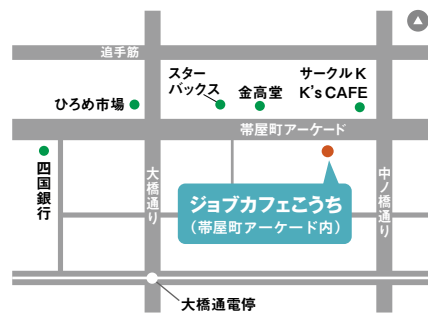 追手筋
スター
バックス
サークルK
K's CAFE
金高堂
ひろめ市場
帯屋町アーケード
四国銀行
大橋通り
中ノ橋通り
ジョブカフェこうち
（帯屋町アーケード内）
大橋通電停